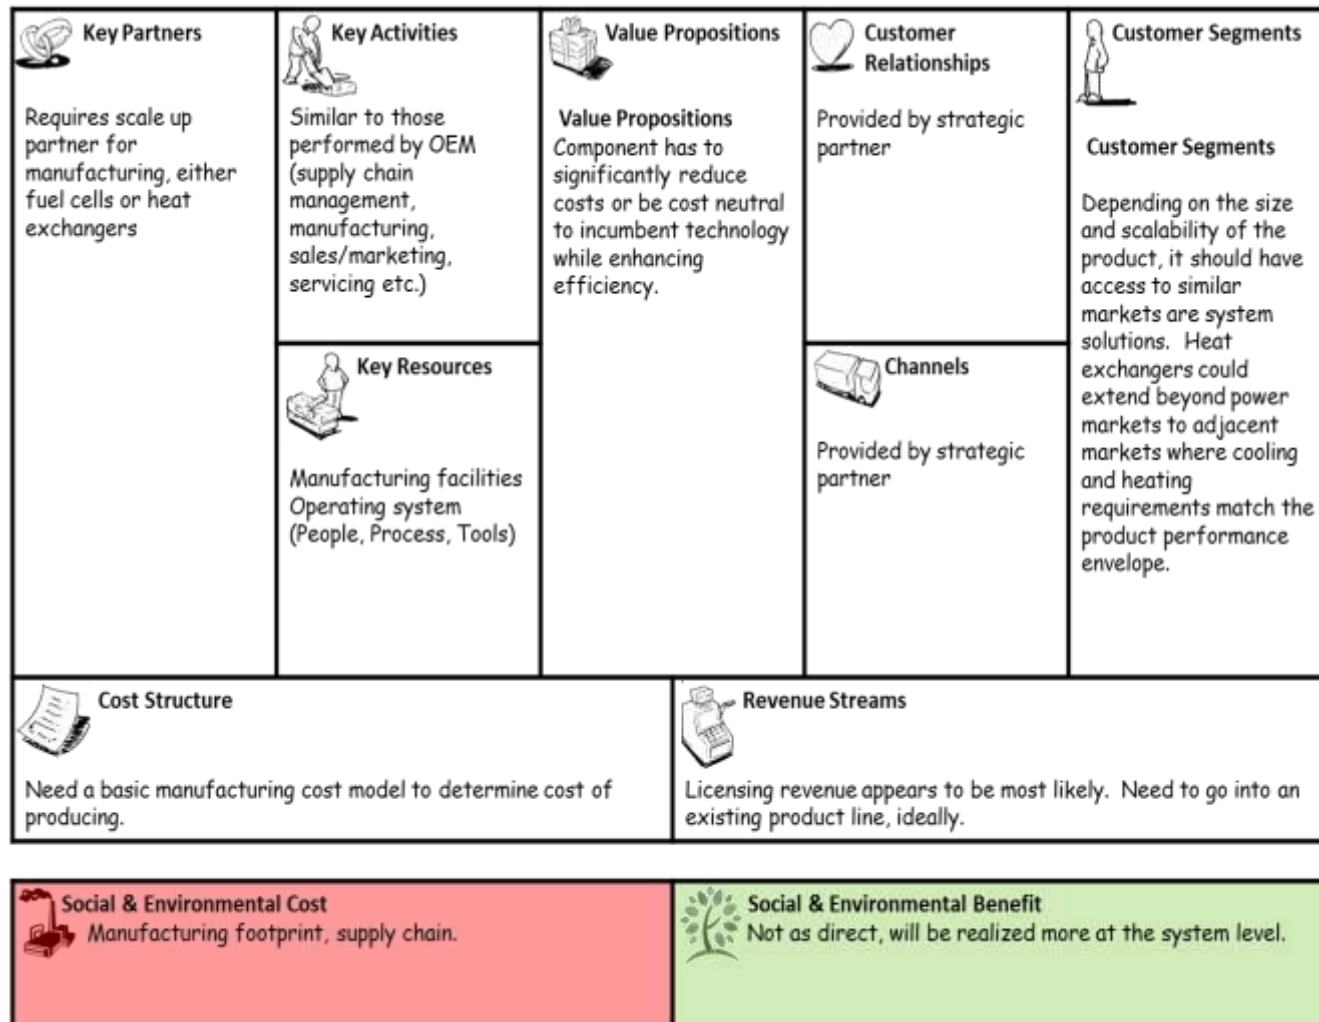 Key Partners
Requires scale up
partner for
manufacturing, either
fuel cells or heat
exchangers
Key Activities
Similar to those
performed by OEM
(supply chain
management,
manufacturing,
sales/marketing,
servicing etc.)
Key Resources
Manufacturing facilities
Operating system
(People, Process, Tools)
Value Propositions
Value Propositions
Component has to
significantly reduce
costs or be cost neutral
to incumbent technology
while enhancing
efficiency.
Customer
Relationships
Provided by strategic
partner
Channels
Provided by strategic
partner
Customer Segments
Customer Segments
Depending on the size
and scalability of the
product, it should have
access to similar
markets are system
solutions. Heat
exchangers could
extend beyond power
markets to adjacent
markets where cooling
and heating
requirements match the
product performance
envelope.
Cost Structure
Need a basic manufacturing cost model to determine cost of
producing.
Revenue Streams
Licensing revenue appears to be most likely. Need to go into an
existing product line, ideally.
Social & Environmental Cost
Manufacturing footprint, supply chain.
Social & Environmental Benefit
Not as direct, will be realized more at the system level.